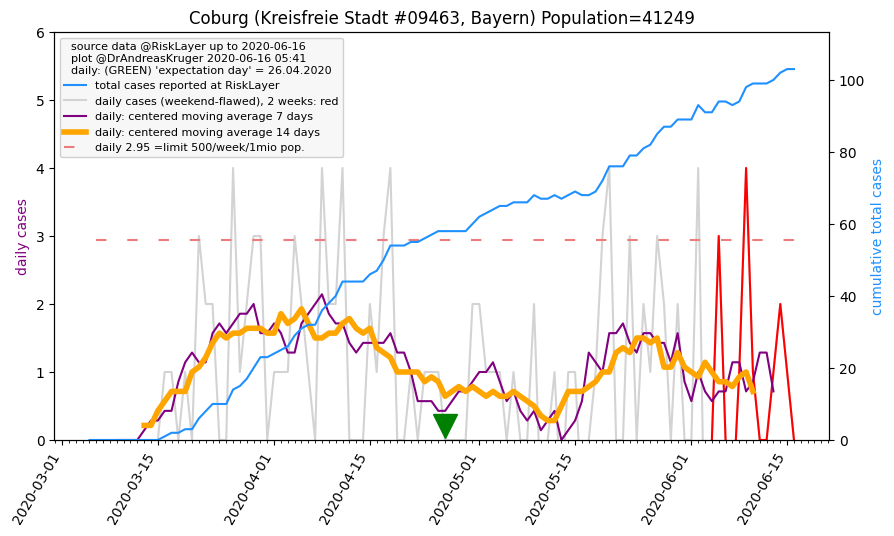 Coburg (Kreisfreie Stadt #09463, Bayern) Population=41249
source data @RiskLayer up to 2020-06-16
plot @DrAndreasKruger 2020-06-16 05:41
daily: (GREEN) 'expectation day' = 26.04.2020
total cases reported at RiskLayer
daily cases (weekend-flawed), 2 weeks: red
daily: centered moving average 7 days
daily: centered moving average 14 days
daily 2.95 =limit 500/week/1mio pop.
daily cases
6
5
4
3
2
1
0
cumulative total cases
100
80
60
40
20
0
2020-03-01
2020-03-15
2020-04-01
2020-04-15
2020-05-01
2020-05-15
2020-06-01
2020-06-15